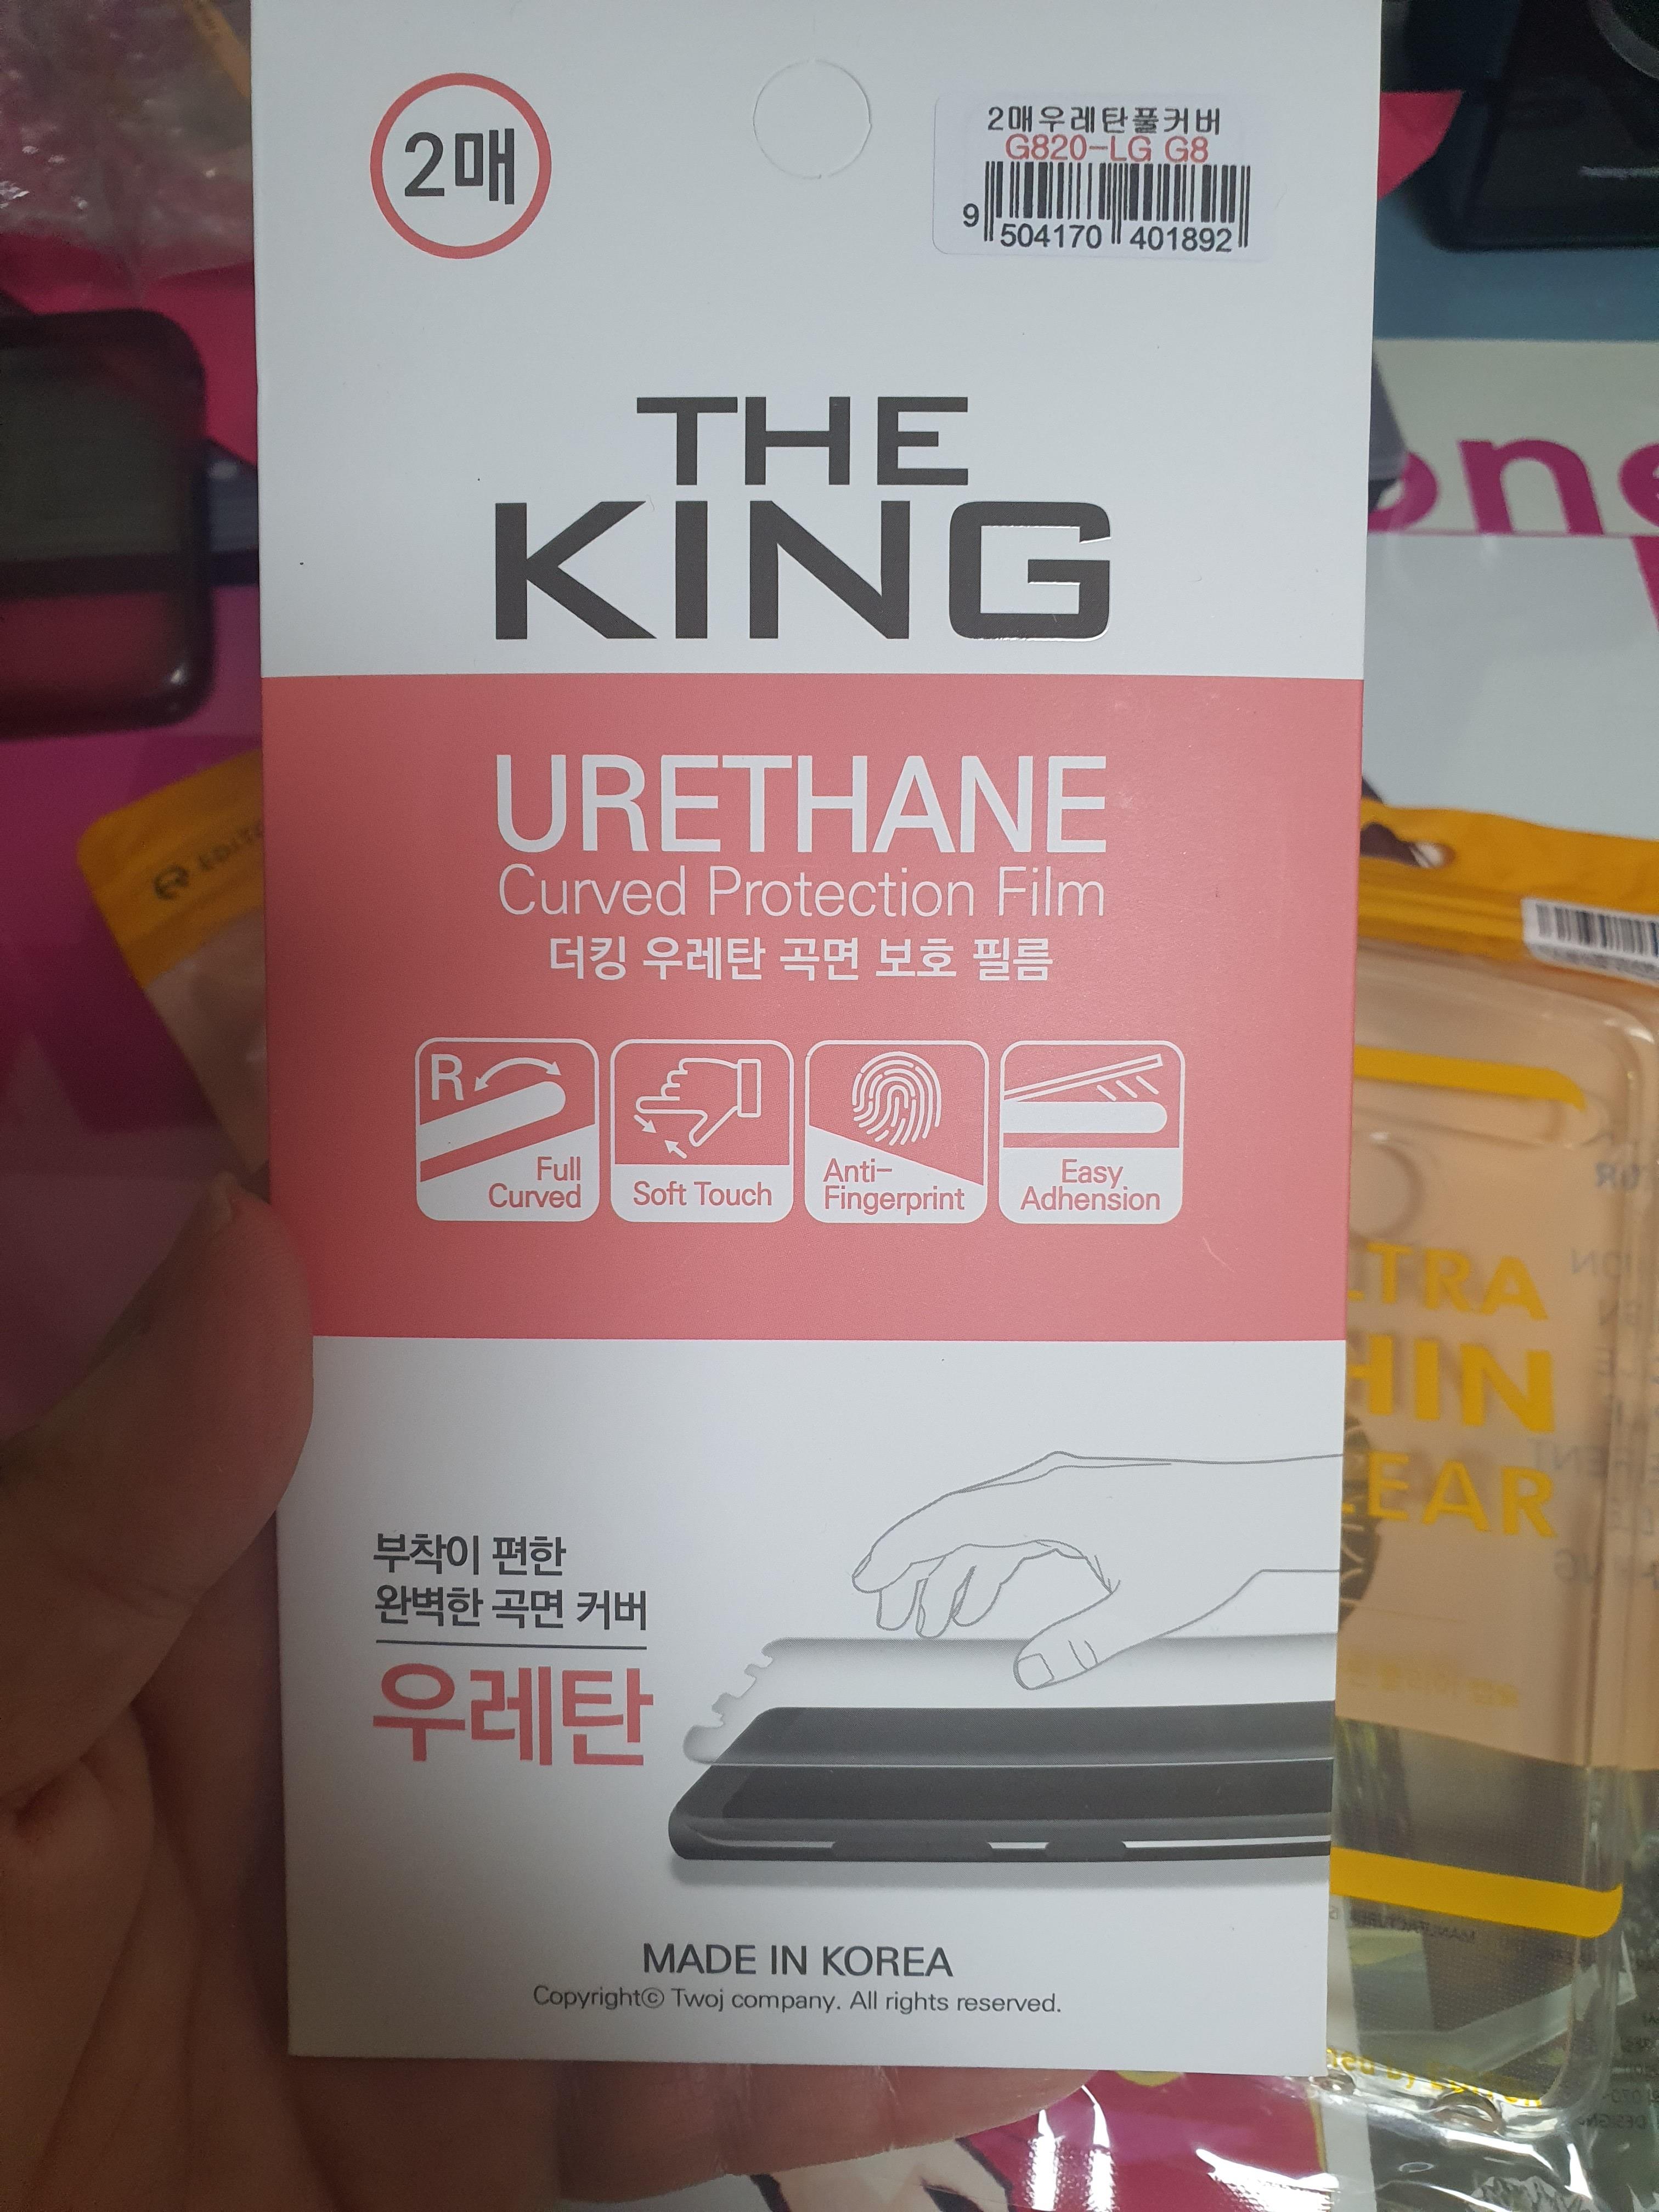 2매
2매우레탄풀커버
G820-LG G8
9 504170 401892
THE
KING
URETHANE
Curved Protection Film
더킹 우레탄 곡면 보호 필름
R
Full
Curved
Soft Touch
Anti-
Fingerprint
Easy
Adhension
부착이 편한
완벽한 곡면 커버
우레탄
MADE IN KOREA
Copyright© Twoj company. All rights reserved.